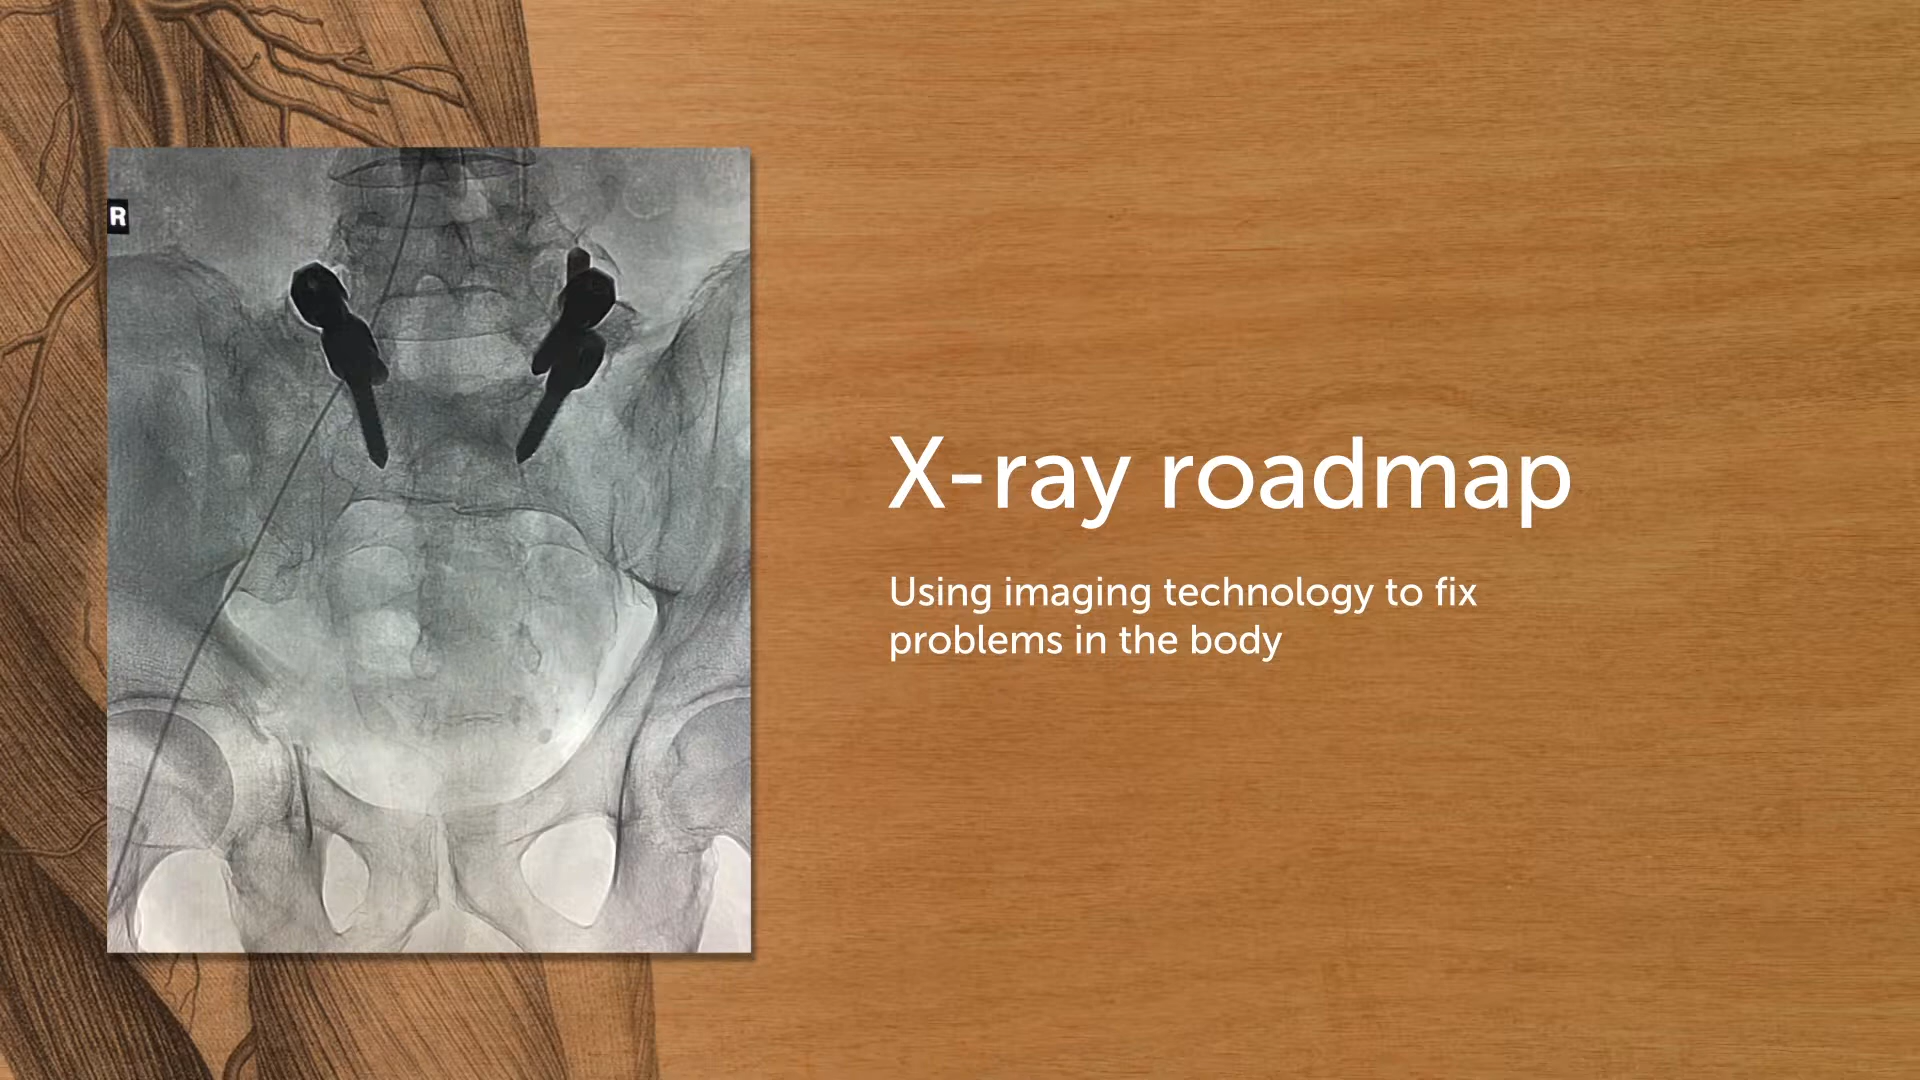 R
X-ray roadmap
Using imaging technology to fix
problems in the body